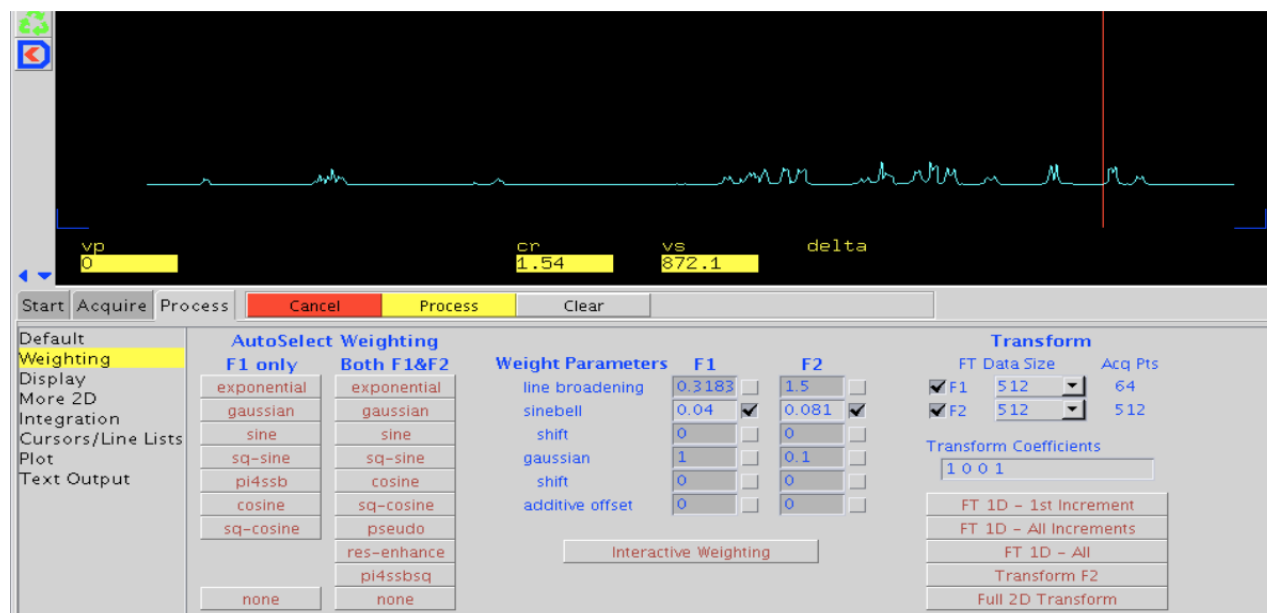 vp cr vs delta
0 1.54 872.1
Start Acquire Process Cancel Process Clear
Default
Weighting
Display
More 2D
Integration
Cursors/Line Lists
Plot
Text Output
AutoSelect Weighting
F1 only Both F1&F2
exponential exponential
gaussian gaussian
sine sine
sq-sine sq-sine
pi4ssb cosine
cosine sq-cosine
sq-cosine pseudo
res-enhance
pi4ssbsq
none none
Weight Parameters F1 F2
line broadening 0.3183 1.5
sinebell 0.04 0.081
shift 0 0
gaussian 1 0.1
shift 0 0
additive offset 0 0
Interactive Weighting
Transform
FT Data Size Acq Pts
F1 512 64
F2 512 512
Transform Coefficients
1 0 0 1
FT 1D - 1st Increment
FT 1D - All Increments
FT 1D - All
Transform F2
Full 2D Transform